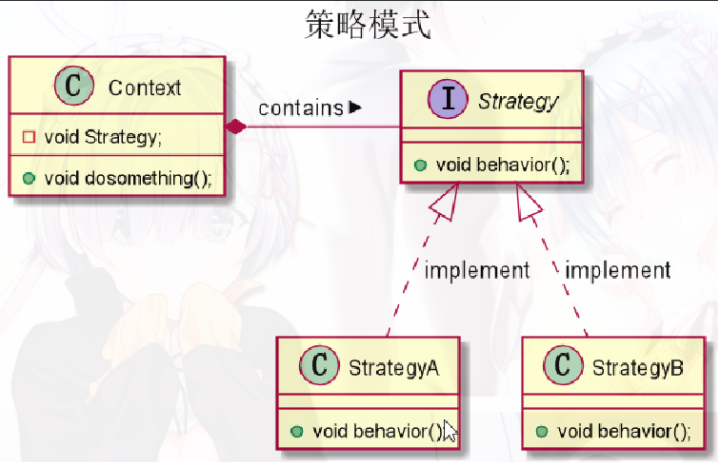 策略模式
C Context
void Strategy;
void dosomething();
contains
I Strategy
void behavior();
implement
implement
C StrategyA
void behavior()
C StrategyB
void behavior();